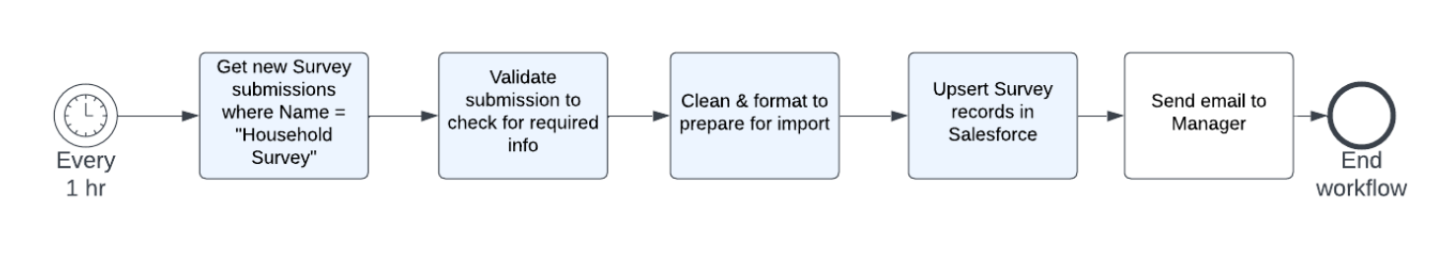 Every
1 hr
Get new Survey
submissions
where Name =
"Household
Survey"
Validate
submission to
check for required
info
Clean & format to
prepare for import
Upsert Survey
records in
Salesforce
Send email to
Manager
End
workflow